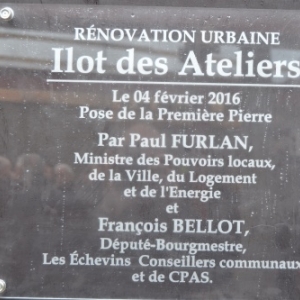 RÉNOVATION URBAINE
Ilot des Ateliers
Le 04 février 2016
Pose de la Première Pierre
Par Paul FURLAN,
Ministre des Pouvoirs locaux,
de la Ville, du Logement
et de l'Energie
et
François BELLOT,
Député-Bourgmestre,
Les Échevins Conseillers communaux
et de CPAS.